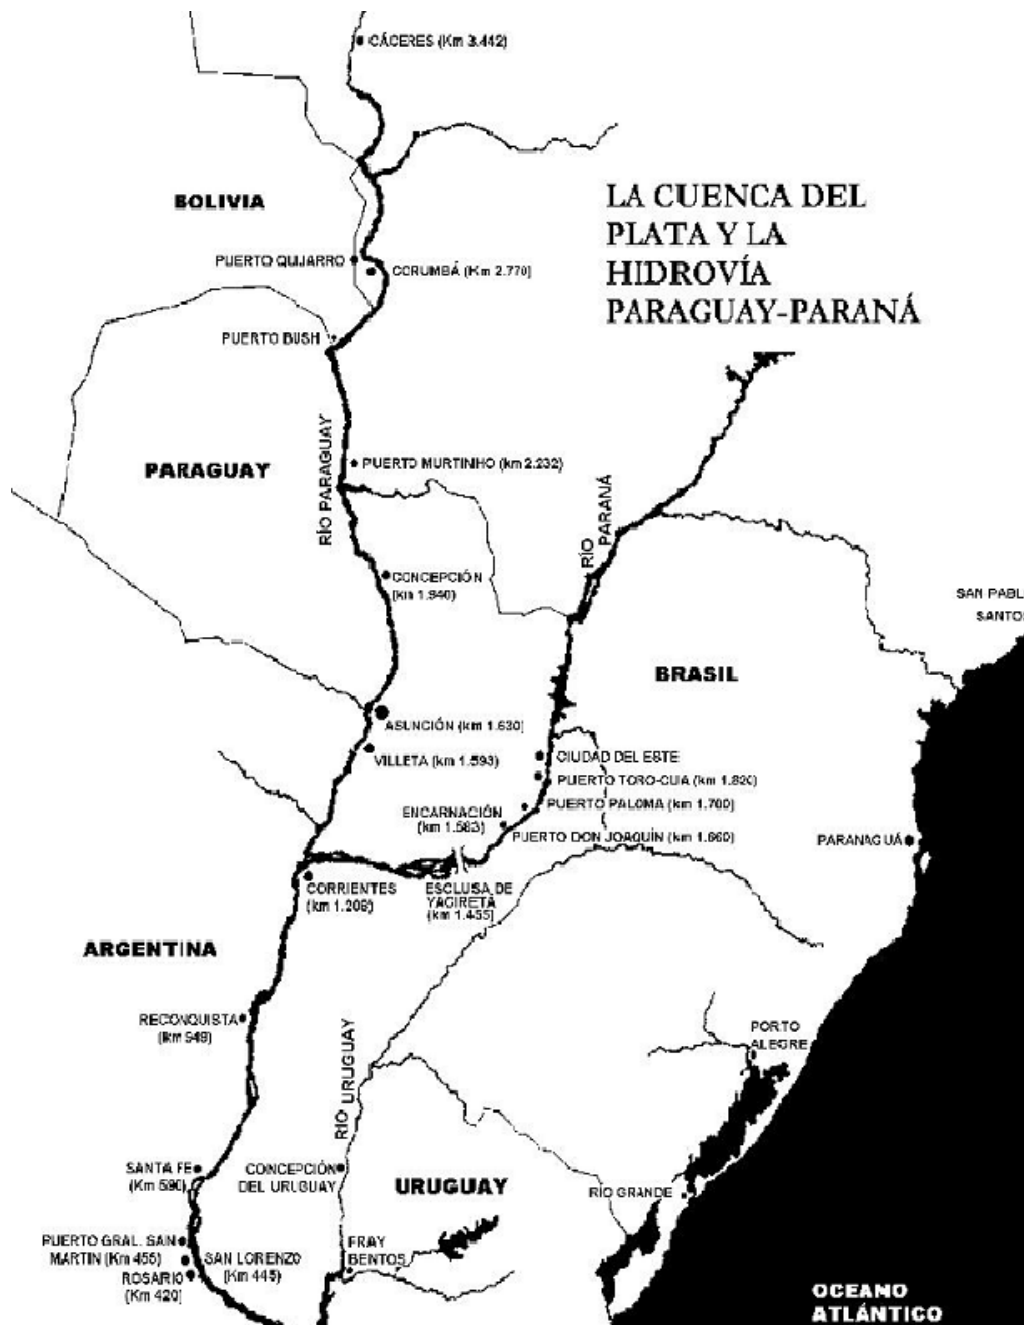 CÁCERES (Km 3.442)
LA CUENCA DEL
PLATA Y LA
HIDROVÍA
PARAGUAY-PARANÁ
BOLIVIA
PUERTO QUIJARRO
CORUMBÁ (Km 2.770)
PUERTO BUSH
RÍO PARAGUAY
PARAGUAY
PUERTO MURTINHO (km 2.232)
RÍO
PARANÁ
CONCEPCIÓN
(km 1.940)
SAN PABL
SANTO
BRASIL
ASUNCIÓN (km 1.630)
VILLETA (km 1.593)
CIUDAD DEL ESTE
PUERTO TORO-CUA (km 1.820)
PUERTO PALOMA (km 1.700)
ENCARNACIÓN
(km 1.583)
PUERTO DON JOAQUÍN (km 1.660)
PARANAGUÁ
CORRIENTES
(km 1.208)
ESCLUSA DE
YACIRETÁ
(km 1.455)
ARGENTINA
RECONQUISTA
(km 949)
RÍO URUGUAY
PORTO
ALEGRE
SANTA FE
(Km 590)
CONCEPCIÓN
DEL URUGUAY
URUGUAY
RÍO GRANDE
PUERTO GRAL. SAN
MARTIN (Km 455)
SAN LORENZO
(Km 445)
ROSARIO
(Km 420)
FRAY
BENTOS
OCEANO
ATLÁNTICO